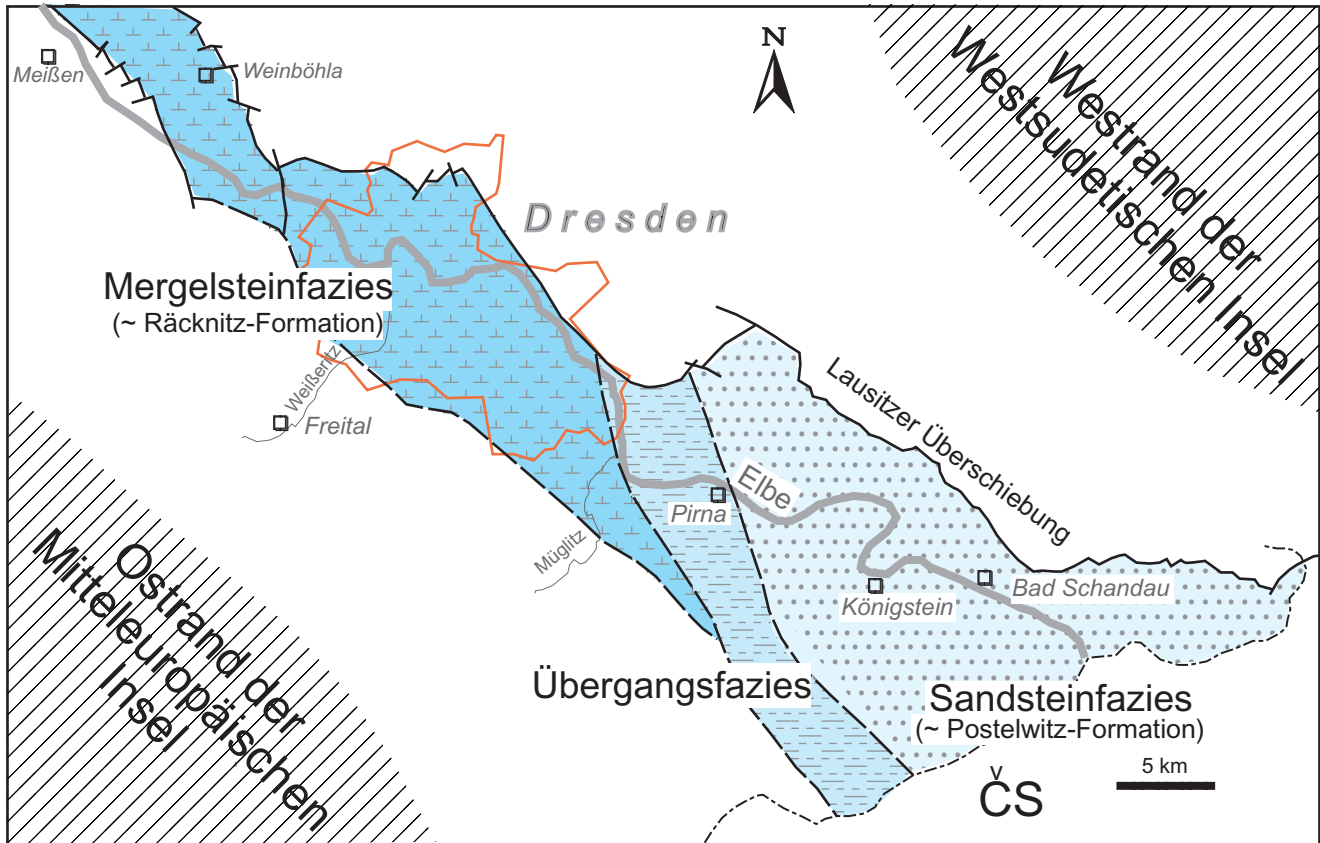 Meißen
Weinböhla
N
Westrand der
Westsudetischen Insel
Dresden
Mergelsteinfazies
(~ Räcknitz-Formation)
Weißeritz
Freital
Lausitzer Überschiebung
Elbe
Pirna
Müglitz
Königstein
Bad Schandau
Ostrand der
Mitteleuropäischen
Insel
Übergangsfazies
Sandsteinfazies
(~ Postelwitz-Formation)
5 km
ČS